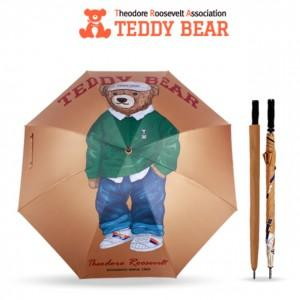 Theodore Roosevelt Association
TEDDY BEAR
TEDDY BEAR
Theodore Roosevelt